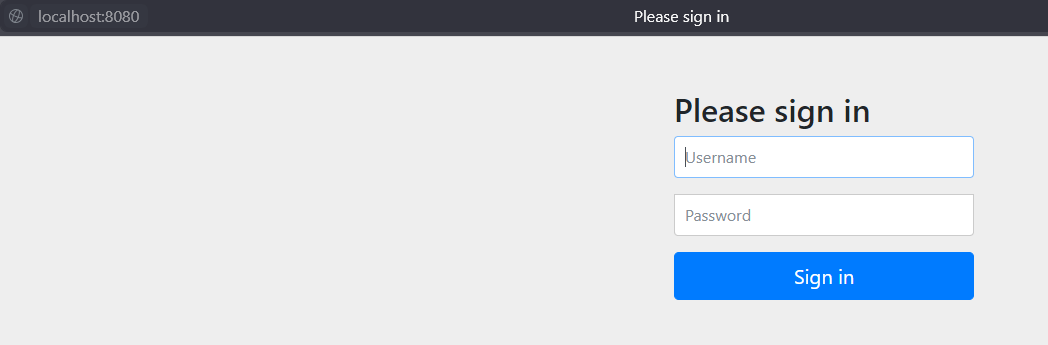 localhost:8080
Please sign in
Please sign in
Username
Password
Sign in